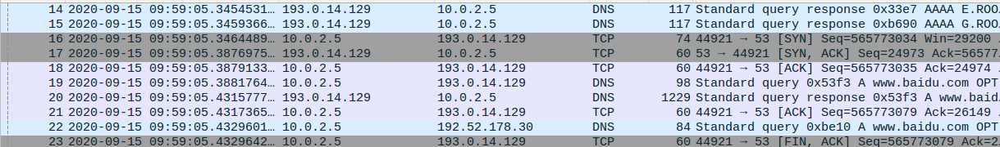 14 2020-09-15 09:59:05.3454531… 193.0.14.129 10.0.2.5 DNS 117 Standard query response 0x33e7 AAAA E.ROO
15 2020-09-15 09:59:05.3459366… 193.0.14.129 10.0.2.5 DNS 117 Standard query response 0xb690 AAAA G.ROO
16 2020-09-15 09:59:05.3464489… 10.0.2.5 193.0.14.129 TCP 74 44921 → 53 [SYN] Seq=565773034 Win=29200
17 2020-09-15 09:59:05.3876975… 193.0.14.129 10.0.2.5 TCP 60 53 → 44921 [SYN, ACK] Seq=24973 Ack=56577
18 2020-09-15 09:59:05.3879133… 10.0.2.5 193.0.14.129 TCP 60 44921 → 53 [ACK] Seq=565773035 Ack=24974
19 2020-09-15 09:59:05.3881764… 10.0.2.5 193.0.14.129 DNS 98 Standard query 0x53f3 A www.baidu.com OPT
20 2020-09-15 09:59:05.4315777… 193.0.14.129 10.0.2.5 DNS 1229 Standard query response 0x53f3 A www.baid
21 2020-09-15 09:59:05.4317365… 10.0.2.5 193.0.14.129 TCP 60 44921 → 53 [ACK] Seq=565773079 Ack=26149
22 2020-09-15 09:59:05.4329601… 10.0.2.5 192.52.178.30 DNS 84 Standard query 0xbe10 A www.baidu.com OPT
23 2020-09-15 09:59:05.4329642… 10.0.2.5 193.0.14.129 TCP 60 44921 → 53 [FIN, ACK] Seq=565773079 Ack=2